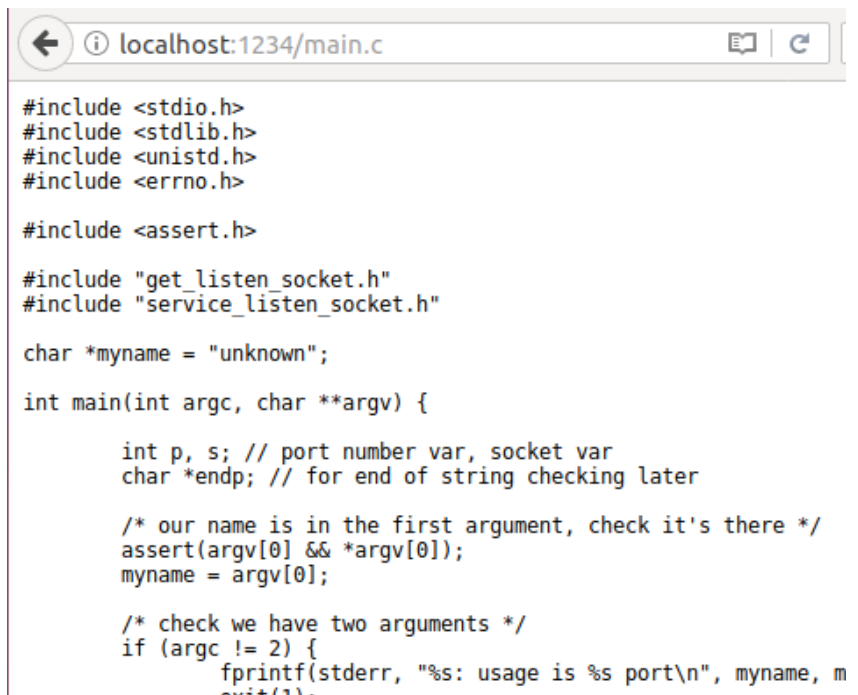 localhost:1234/main.c
#include <stdio.h>
#include <stdlib.h>
#include <unistd.h>
#include <errno.h>
#include <assert.h>
#include "get_listen_socket.h"
#include "service_listen_socket.h"
char *myname = "unknown";
int main(int argc, char **argv) {
int p, s; // port number var, socket var
char *endp; // for end of string checking later
/* our name is in the first argument, check it's there */
assert(argv[0] && *argv[0]);
myname = argv[0];
/* check we have two arguments */
if (argc != 2) {
fprintf(stderr, "%s: usage is %s port\n", myname, m
exit(1);